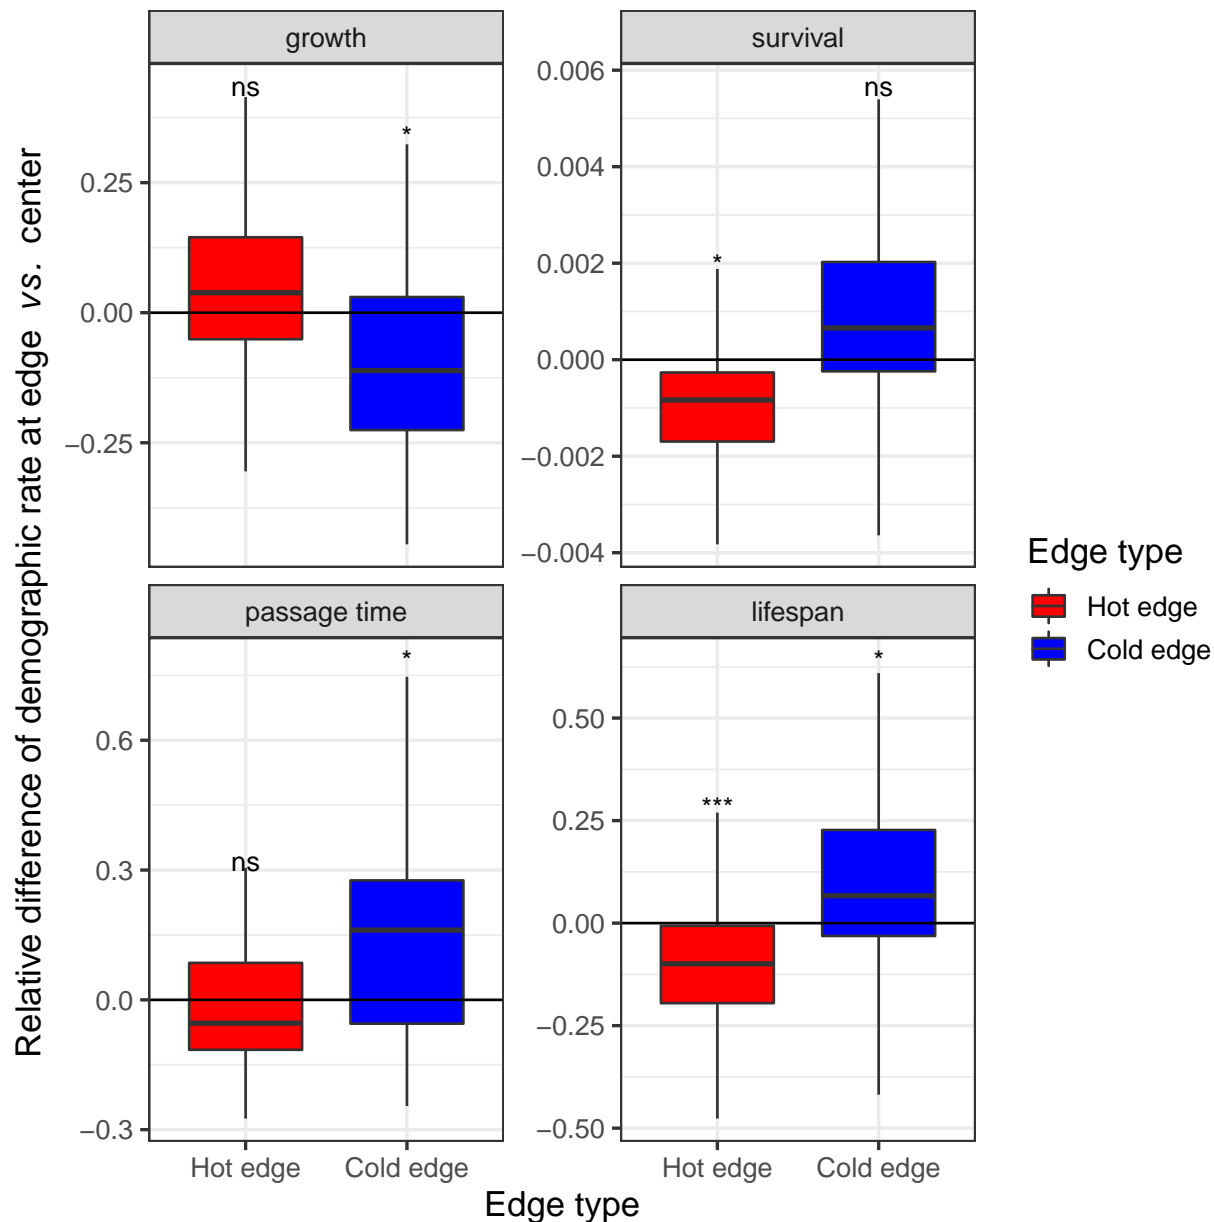 growth
survival
ns
*
0.25
0.00
−0.25
0.006
0.004
0.002
0.000
−0.002
−0.004
*
ns
passage time
lifespan
ns
*
0.6
0.3
0.0
−0.3
***
*
0.50
0.25
0.00
−0.25
−0.50
Hot edge
Cold edge
Hot edge
Cold edge
Edge type
Relative difference of demographic rate at edge vs. center
Edge type
Hot edge
Cold edge